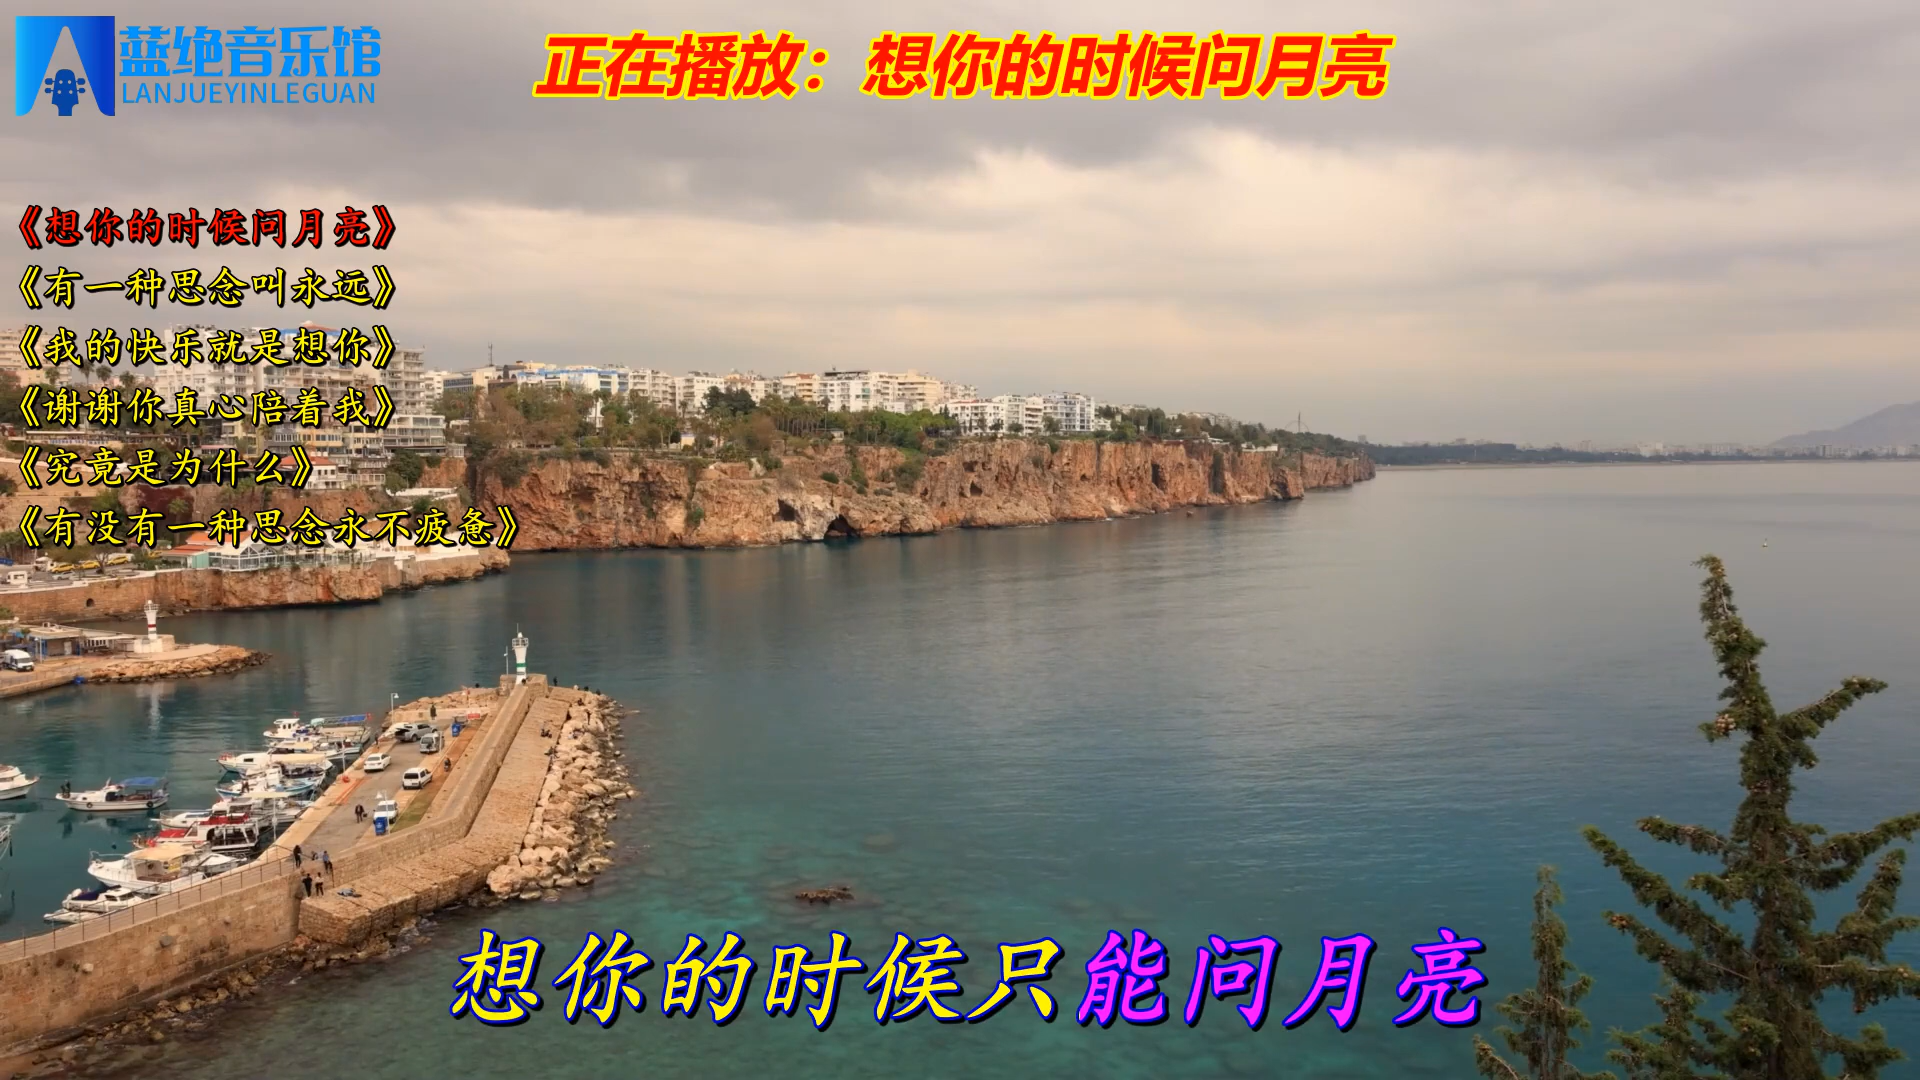 蓝绝音乐馆
LANJUEYINLEGUAN
正在播放：想你的时候问月亮
《想你的时候问月亮》
《有一种思念叫永远》
《我的快乐就是想你》
《谢谢你真心陪着我》
《究竟是为什么》
《有没有一种思念永不疲惫》
想你的时候只能问月亮